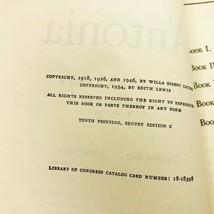 COPYRIGHT, 1918, 1926, AND 1946, BY WILLA SIBERT CATHER
COPYRIGHT, 1954, BY EDITH LEWIS
ALL RIGHTS RESERVED INCLUDING THE RIGHT TO REPRODUCE
THIS BOOK OR PARTS THEREOF IN ANY FORM
TENTH PRINTING, SENTRY EDITION C
LIBRARY OF CONGRESS CATALOG CARD NUMBER: 18-18398
BOOK I.
BOOK
BOOK
BOOK
BOOK